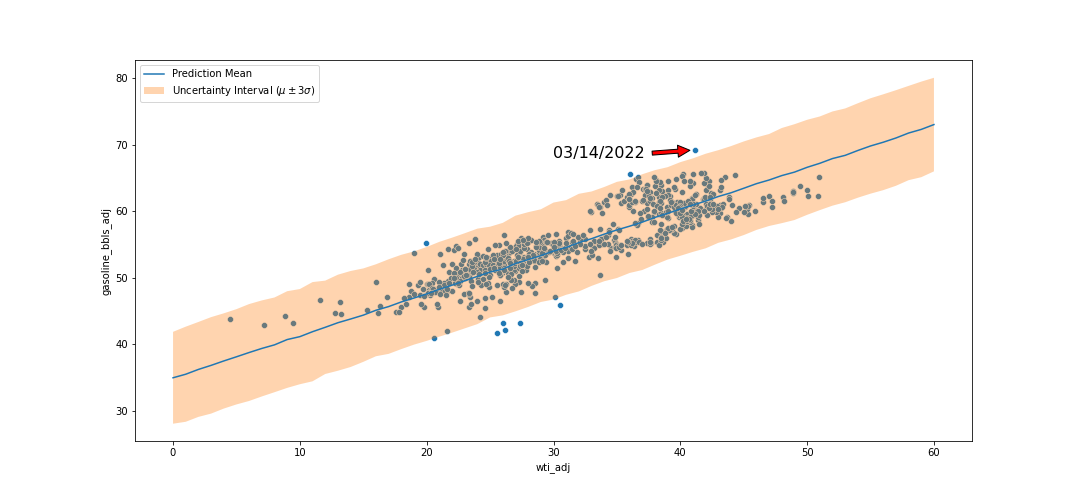 Prediction Mean
Uncertainty Interval (μ ± 3σ)
03/14/2022
80
70
60
50
40
30
gasoline_bbls_adj
0 10 20 30 40 50 60
wti_adj